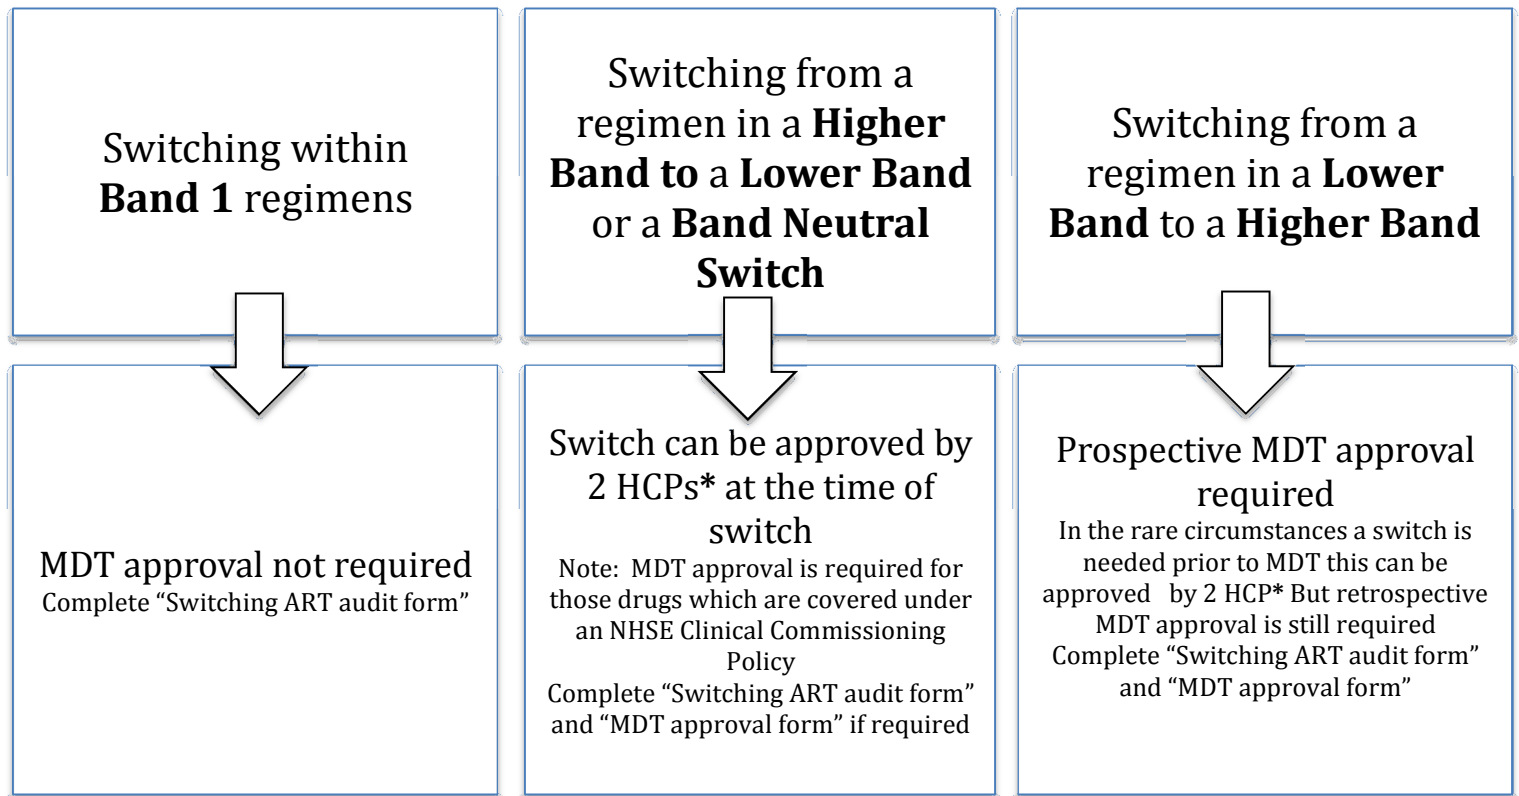 Switching within
Band 1 regimens
MDT approval not required
Complete “Switching ART audit form”
Switching from a
regimen in a Higher
Band to a Lower Band
or a Band Neutral
Switch
Switch can be approved by
2 HCPs* at the time of
switch
Note: MDT approval is required for
those drugs which are covered under
an NHSE Clinical Commissioning
Policy
Complete “Switching ART audit form”
and “MDT approval form” if required
Switching from a
regimen in a Lower
Band to a Higher Band
Prospective MDT approval
required
In the rare circumstances a switch is
needed prior to MDT this can be
approved by 2 HCP* But retrospective
MDT approval is still required
Complete “Switching ART audit form”
and “MDT approval form”